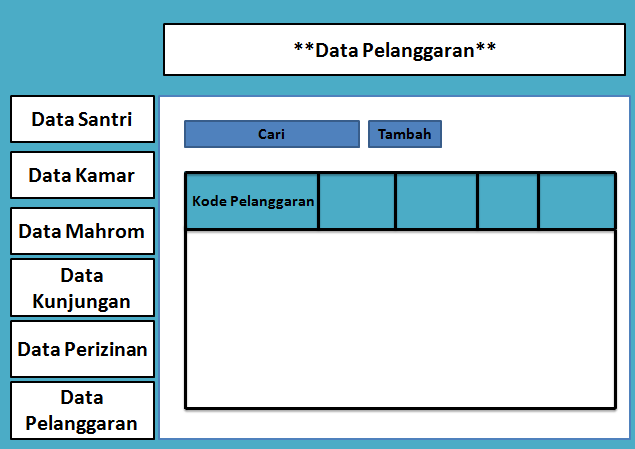 **Data Pelanggaran**
Data Santri
Data Kamar
Data Mahrom
Data
Kunjungan
Data Perizinan
Data
Pelanggaran
Cari
Tambah
Kode Pelanggaran